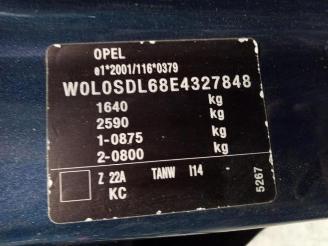 OPEL
e1*2001/116*0379
W0L0SDL68E4327848
1640 kg
2590 kg
1-0875 kg
2-0800 kg
Z 22A TANW I14
KC
5267